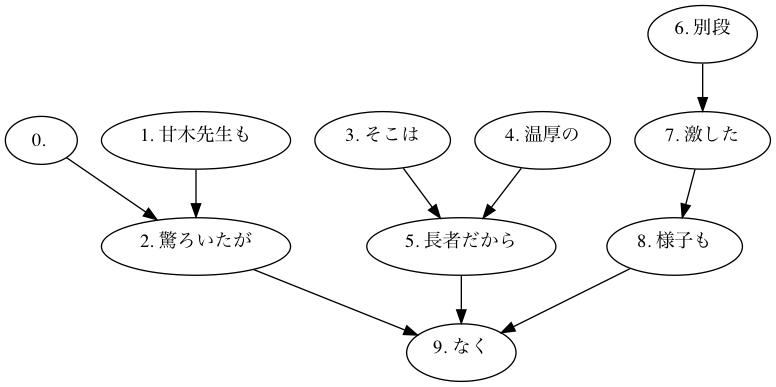 6. 別段
0.
1. 甘木先生も
3. そこは
4. 温厚の
7. 激した
2. 驚ろいたが
5. 長者だから
8. 様子も
9. なく